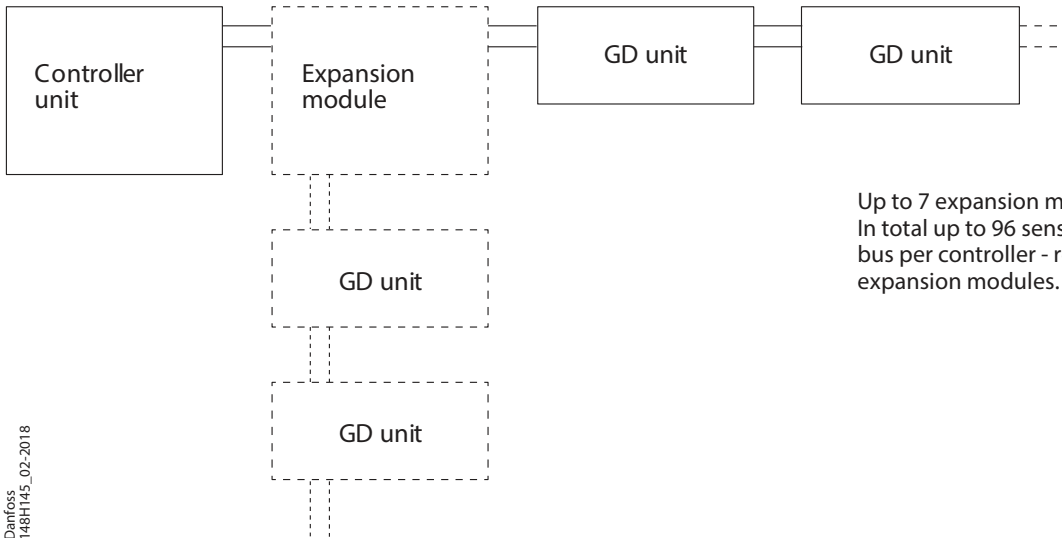 Controller
unit
Expansion
module
GD unit
GD unit
Up to 7 expansion
In total up to 96
bus per controller -
expansion modules.
GD unit
GD unit
Danfoss
148H145_02-2018